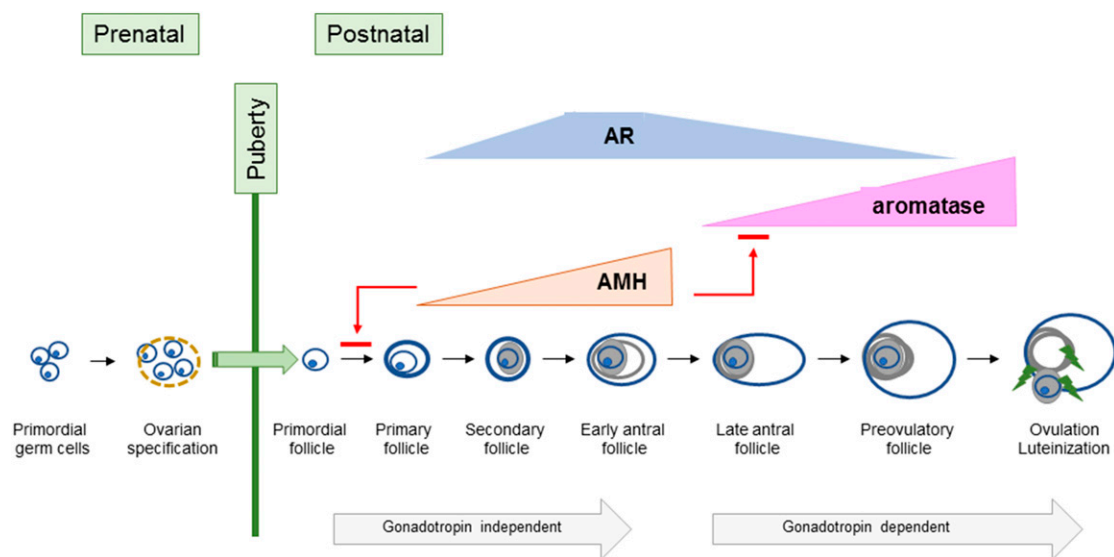 Prenatal
Postnatal
Puberty
AR
aromatase
AMH
Primordial
germ cells
Ovarian
specification
Primordial
follicle
Primary
follicle
Secondary
follicle
Early antral
follicle
Late antral
follicle
Preovulatory
follicle
Ovulation
Luteinization
Gonadotropin independent
Gonadotropin dependent